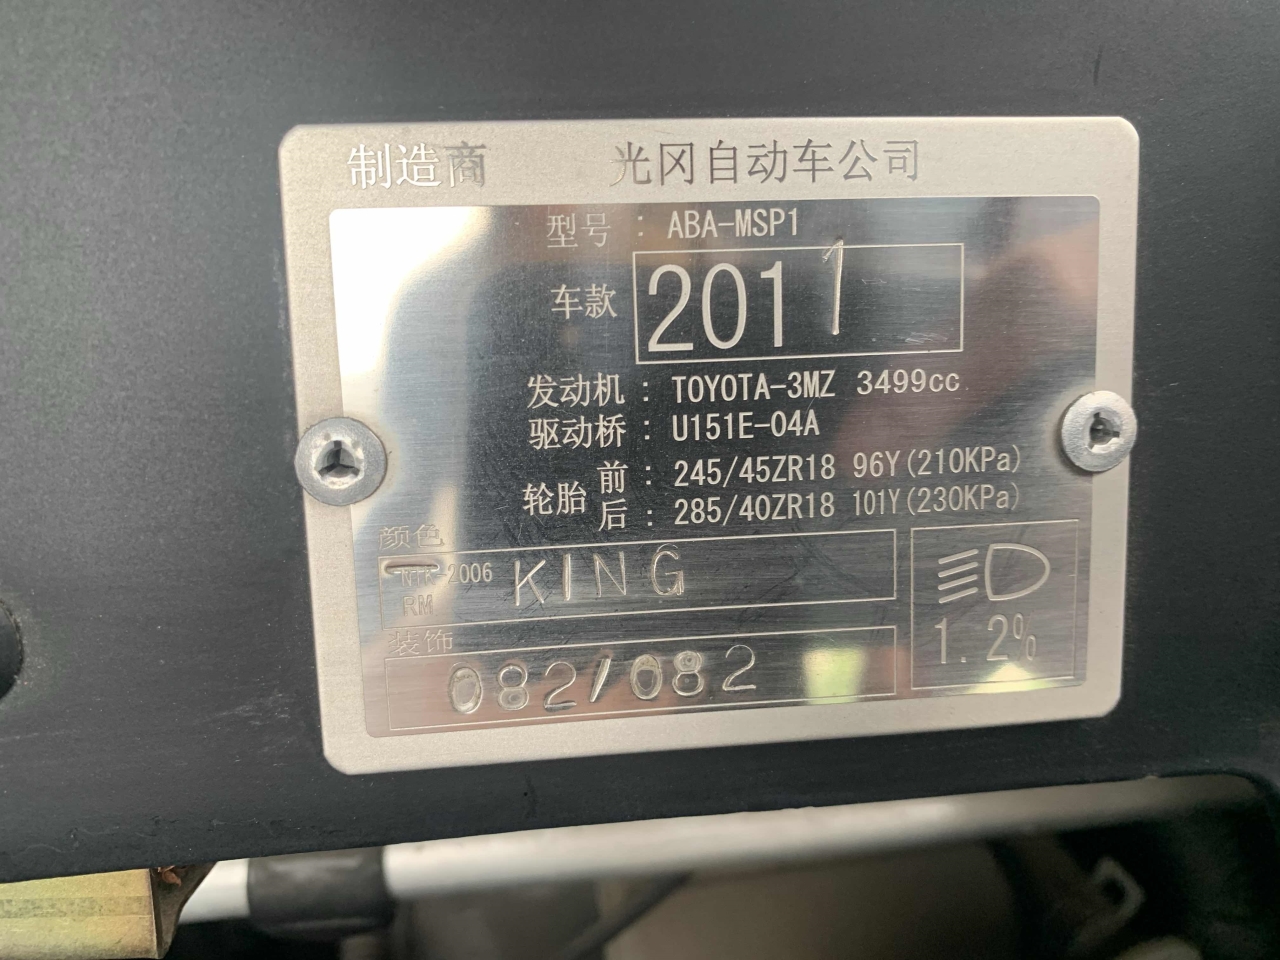 制造商 光冈自动车公司
型号 : ABA-MSP1
车款 2011
发动机 : TOYOTA-3MZ 3499cc
驱动桥 : U151E-04A
轮胎 前 : 245/45ZR18 96Y(210KPa)
后 : 285/40ZR18 101Y(230KPa)
颜色
NTK-2006 KING
RM
装饰
082/082
1.2%